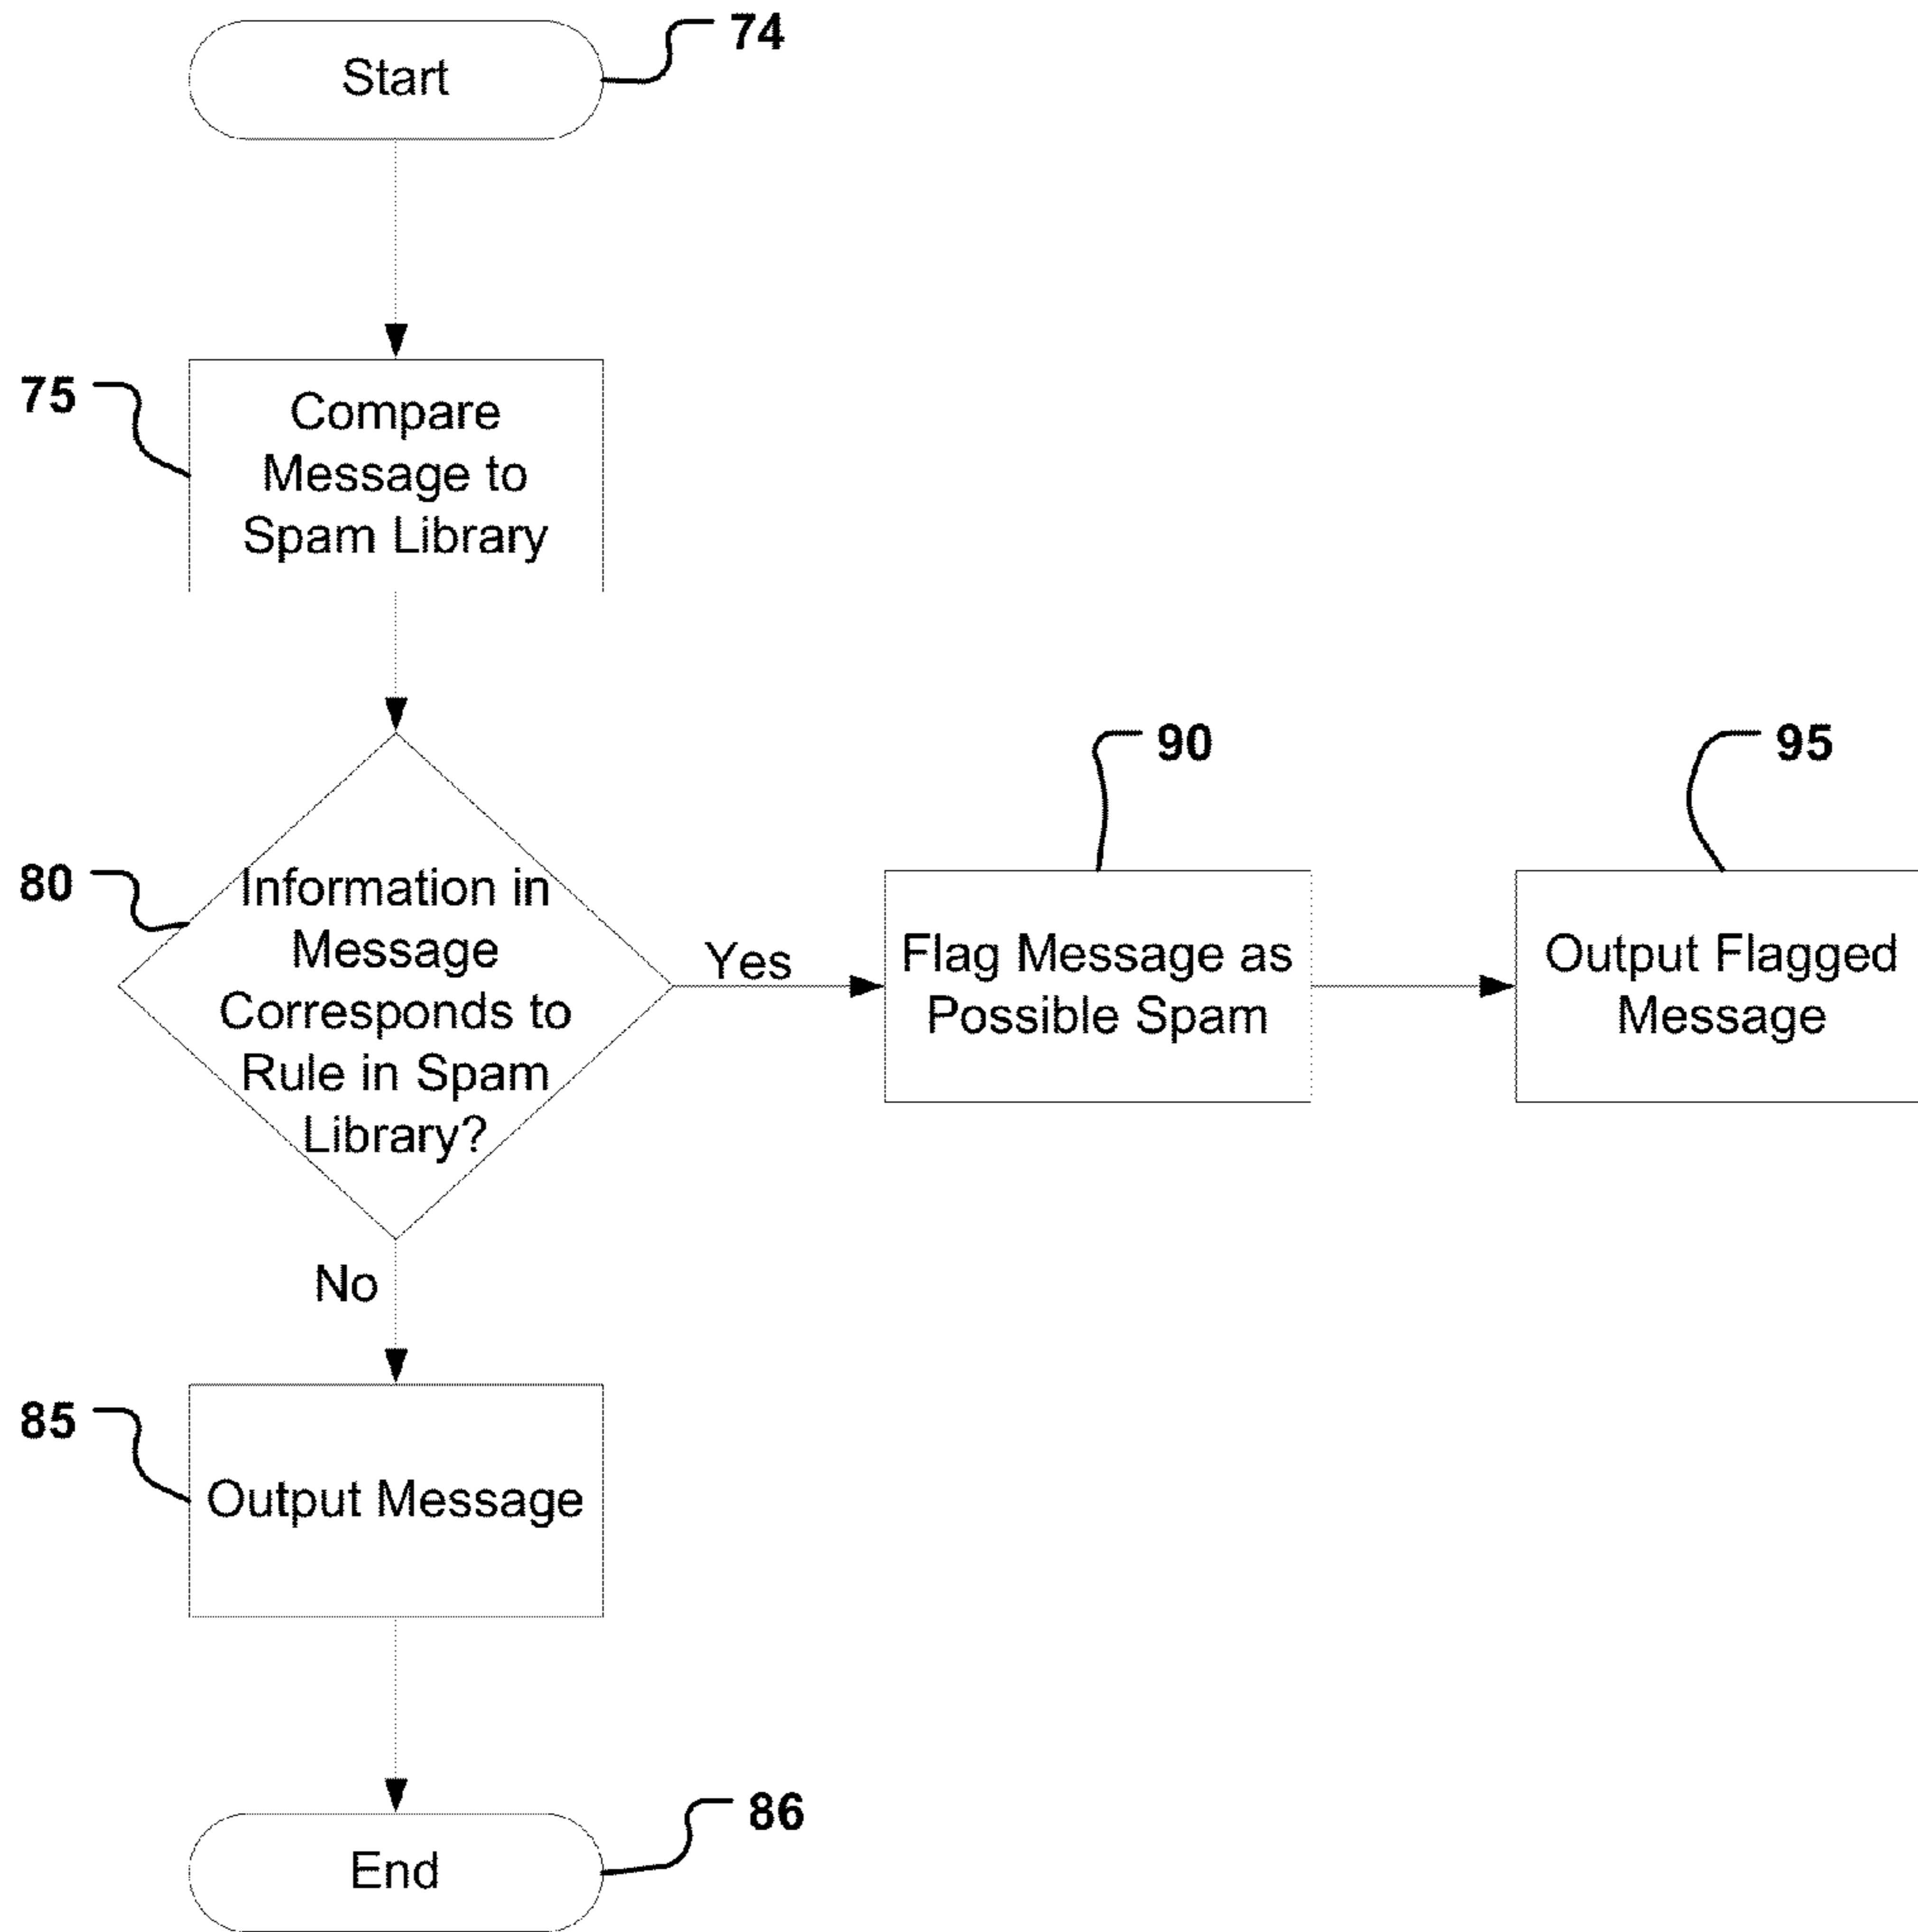 Start
74
75
Compare
Message to
Spam Library
80
Information in
Message
Corresponds to
Rule in Spam
Library?
Yes
90
Flag Message as
Possible Spam
95
Output Flagged
Message
No
85
Output Message
86
End